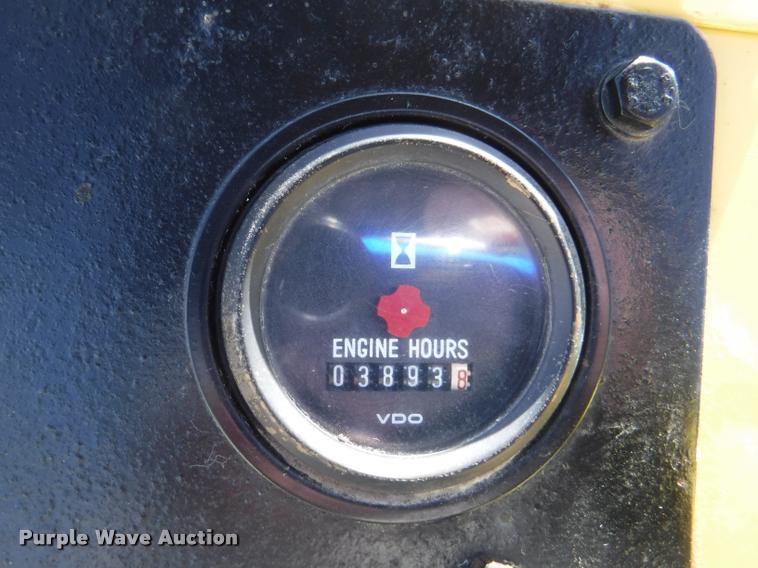 ENGINE HOURS
038938
VDO
Purple Wave Auction